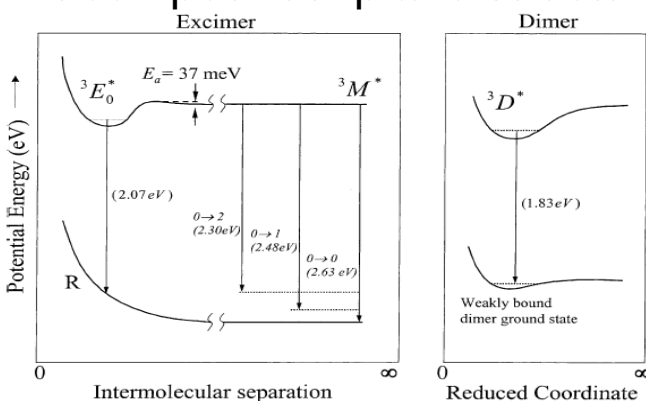 Excimer
Dimer
Potential Energy (eV)
³E₀*
Eₐ = 37 meV
³M*
(2.07eV)
0→2
(2.30eV)
0→1
(2.48eV)
0→0
(2.63 eV)
R
0
∞
Intermolecular separation
³D*
(1.83eV)
Weakly bound
dimer ground state
0
∞
Reduced Coordinate